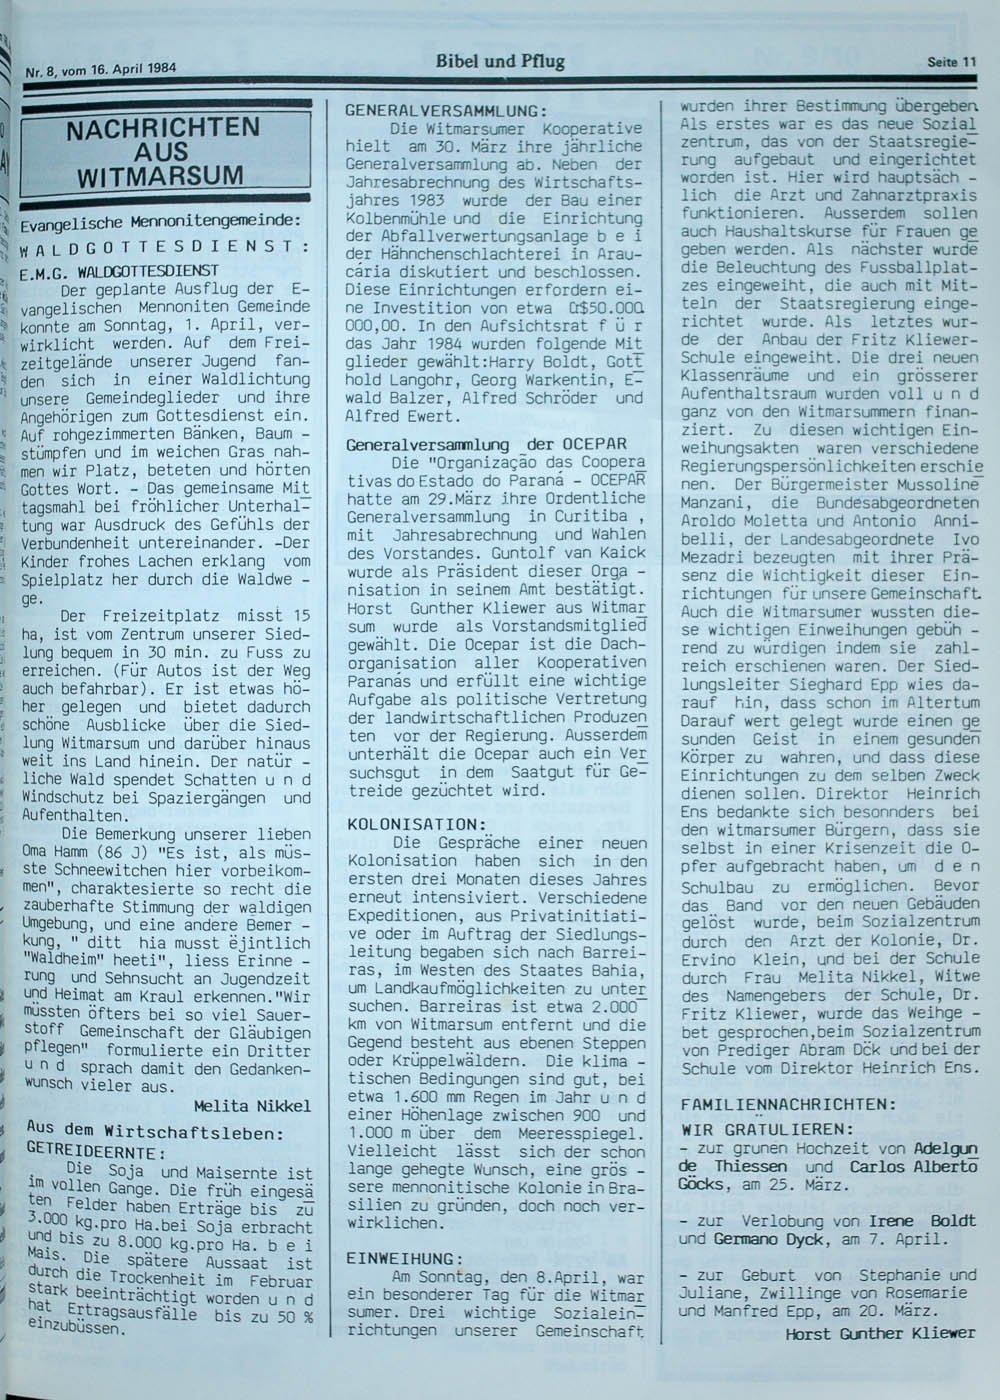 Nr. 8, vom 16. April 1984
Bibel und Pflug
Seite 11
NACHRICHTEN
AUS
WITMARSUM
Evangelische Mennonitengemeinde:
W A L D G O T T E S D I E N S T :
E.M.G. WALDGOTTESDIENST
Der geplante Ausflug der E-
vangelischen Mennoniten Gemeinde
konnte am Sonntag, 1. April, ver-
wirklicht werden. Auf dem Frei-
zeitgelände unserer Jugend fan-
den sich in einer Waldlichtung
unsere Gemeindeglieder und ihre
Angehörigen zum Gottesdienst ein.
Auf rohgezimmerten Bänken, Baum -
stümpfen und im weichen Gras nah-
men wir Platz, beteten und hörten
Gottes Wort. - Das gemeinsame Mit
tagsmahl bei fröhlicher Unterhal-
tung war Ausdruck des Gefühls der
Verbundenheit untereinander. -Der
Kinder frohes Lachen erklang vom
Spielplatz her durch die Waldwe -
ge.
Der Freizeitplatz misst 15
ha, ist vom Zentrum unserer Sied-
lung bequem in 30 min. zu Fuss zu
erreichen. (Für Autos ist der Weg
auch befahrbar). Er ist etwas hö-
her gelegen und bietet dadurch
schöne Ausblicke über die Sied-
lung Witmarsum und darüber hinaus
weit ins Land hinein. Der natür -
liche Wald spendet Schatten u n d
Windschutz bei Spaziergängen und
Aufenthalten.
Die Bemerkung unserer lieben
Oma Hamm (86 J) "Es ist, als müs-
ste Schneewitchen hier vorbeikom-
men", charaktesierte so recht die
zauberhafte Stimmung der waldigen
Umgebung, und eine andere Bemer -
kung, " ditt hia musst ëjintlich
"Waldheim" heeti", liess Erinne -
rung und Sehnsucht an Jugendzeit
und Heimat am Kraul erkennen."Wir
müssten öfters bei so viel Sauer-
stoff Gemeinschaft der Gläubigen
pflegen" formulierte ein Dritter
u n d sprach damit den Gedanken-
wunsch vieler aus.
Melita Nikkel
Aus dem Wirtschaftsleben:
GETREIDEERNTE:
Die Soja und Maisernte ist
im vollen Gange. Die früh eingesä
ten Felder haben Erträge bis zu
3.000 kg.pro Ha.bei Soja erbracht
und bis zu 8.000 kg.pro Ha. b e i
Mais. Die spätere Aussaat ist
durch die Trockenheit im Februar
stark beeinträchtigt worden u n d
hat Ertragsausfälle bis zu 50 %
einzubüssen.
GENERALVERSAMMLUNG:
Die Witmarsumer Kooperative
hielt am 30. März ihre jährliche
Generalversammlung ab. Neben der
Jahresabrechnung des Wirtschafts-
jahres 1983 wurde der Bau einer
Kolbenmühle und die Einrichtung
der Abfallverwertungsanlage b e i
der Hähnchenschlachterei in Arau-
cária diskutiert und beschlossen.
Diese Einrichtungen erfordern ei-
ne Investition von etwa Cr$50.000.
000,00. In den Aufsichtsrat f ü r
das Jahr 1984 wurden folgende Mit
glieder gewählt:Harry Boldt, Gott
hold Langohr, Georg Warkentin, E-
wald Balzer, Alfred Schröder und
Alfred Ewert.
Generalversammlung der OCEPAR
Die "Organização das Coopera
tivas do Estado do Paraná - OCEPAR
hatte am 29.März ihre Ordentliche
Generalversammlung in Curitiba ,
mit Jahresabrechnung und Wahlen
des Vorstandes. Guntolf van Kaick
wurde als Präsident dieser Orga -
nisation in seinem Amt bestätigt.
Horst Gunther Kliewer aus Witmar
sum wurde als Vorstandsmitglied
gewählt. Die Ocepar ist die Dach-
organisation aller Kooperativen
Paranás und erfüllt eine wichtige
Aufgabe als politische Vertretung
der landwirtschaftlichen Produzen
ten vor der Regierung. Ausserdem
unterhält die Ocepar auch ein Ver
suchsgut in dem Saatgut für Ge-
treide gezüchtet wird.
KOLONISATION:
Die Gespräche einer neuen
Kolonisation haben sich in den
ersten drei Monaten dieses Jahres
erneut intensiviert. Verschiedene
Expeditionen, aus Privatinitiati-
ve oder im Auftrag der Siedlungs-
leitung begaben sich nach Barrei-
ras, im Westen des Staates Bahia,
um Landkaufmöglichkeiten zu unter
suchen. Barreiras ist etwa 2.000
km von Witmarsum entfernt und die
Gegend besteht aus ebenen Steppen
oder Krüppelwäldern. Die klima -
tischen Bedingungen sind gut, bei
etwa 1.600 mm Regen im Jahr u n d
einer Höhenlage zwischen 900 und
1.000 m über dem Meeresspiegel.
Vielleicht lässt sich der schon
lange gehegte Wunsch, eine grös -
sere mennonitische Kolonie in Bra-
silien zu gründen, doch noch ver-
wirklichen.
EINWEIHUNG:
Am Sonntag, den 8.April, war
ein besonderer Tag für die Witmar
sumer. Drei wichtige Sozialein-
richtungen unserer Gemeinschaft
wurden ihrer Bestimmung übergeben.
Als erstes war es das neue Sozial
zentrum, das von der Staatsregie-
rung aufgebaut und eingerichtet
worden ist. Hier wird hauptsäch -
lich die Arzt und Zahnarztpraxis
funktionieren. Ausserdem sollen
auch Haushaltskurse für Frauen ge
geben werden. Als nächster wurde
die Beleuchtung des Fussballplat-
zes eingeweiht, die auch mit Mit-
teln der Staatsregierung einge-
richtet wurde. Als letztes wur-
de der Anbau der Fritz Kliewer-
Schule eingeweiht. Die drei neuen
Klassenräume und ein grösserer
Aufenthaltsraum wurden voll u n d
ganz von den Witmarsummern finan-
ziert. Zu diesen wichtigen Ein-
weihungsakten waren verschiedene
Regierungspersönlichkeiten erschie
nen. Der Bürgermeister Mussoline
Manzani, die Bundesabgeordneten
Aroldo Moletta und Antonio Anni-
belli, der Landesabgeordnete Ivo
Mezadri bezeugten mit ihrer Prä-
senz die Wichtigkeit dieser Ein-
richtungen für unsere Gemeinschaft.
Auch die Witmarsumer wussten die-
se wichtigen Einweihungen gebüh -
rend zu würdigen indem sie zahl-
reich erschienen waren. Der Sied-
lungsleiter Sieghard Epp wies da-
rauf hin, dass schon im Altertum
Darauf wert gelegt wurde einen ge
sunden Geist in einem gesunden
Körper zu wahren, und dass diese
Einrichtungen zu dem selben Zweck
dienen sollen. Direktor Heinrich
Ens bedankte sich besonnders bei
den witmarsumer Bürgern, dass sie
selbst in einer Krisenzeit die O-
pfer aufgebracht haben, um d e n
Schulbau zu ermöglichen. Bevor
das Band vor den neuen Gebäuden
gelöst wurde, beim Sozialzentrum
durch den Arzt der Kolonie, Dr.
Ervino Klein, und bei der Schule
durch Frau Melita Nikkel, Witwe
des Namengebers der Schule, Dr.
Fritz Kliewer, wurde das Weihge -
bet gesprochen,beim Sozialzentrum
von Prediger Abram Dck und bei der
Schule vom Direktor Heinrich Ens.
FAMILIENNACHRICHTEN:
WIR GRATULIEREN:
- zur grünen Hochzeit von Adelgun
de Thiessen und Carlos Alberto
Göcks, am 25. März.
- zur Verlobung von Irene Boldt
und Germano Dyck, am 7. April.
- zur Geburt von Stephanie und
Juliane, Zwillinge von Rosemarie
und Manfred Epp, am 20. März.
Horst Gunther Kliewer